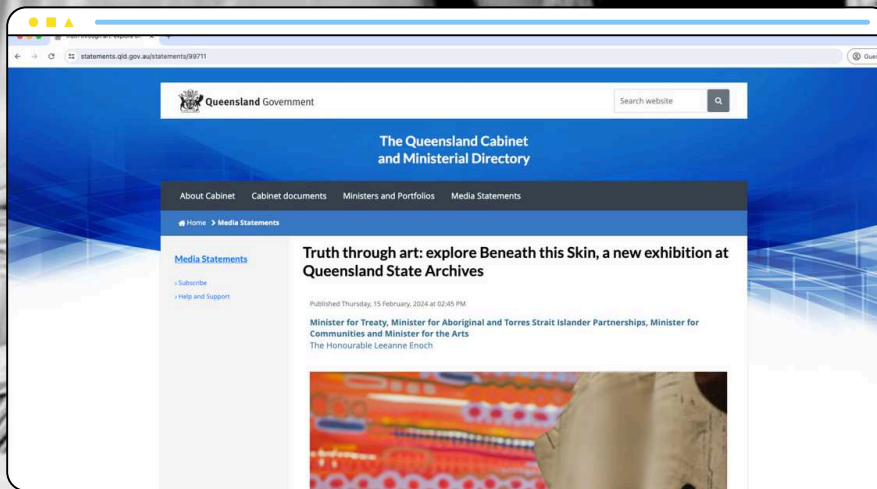 statements.qld.gov.au/statements/99711
Queensland Government
Search website
The Queensland Cabinet
and Ministerial Directory
About Cabinet Cabinet documents Ministers and Portfolios Media Statements
Home > Media Statements
Media Statements
› Subscribe
› Help and Support
Truth through art: explore Beneath this Skin, a new exhibition at
Queensland State Archives
Published Thursday, 15 February, 2024 at 02:45 PM
Minister for Treaty, Minister for Aboriginal and Torres Strait Islander Partnerships, Minister for
Communities and Minister for the Arts
The Honourable Leeanne Enoch